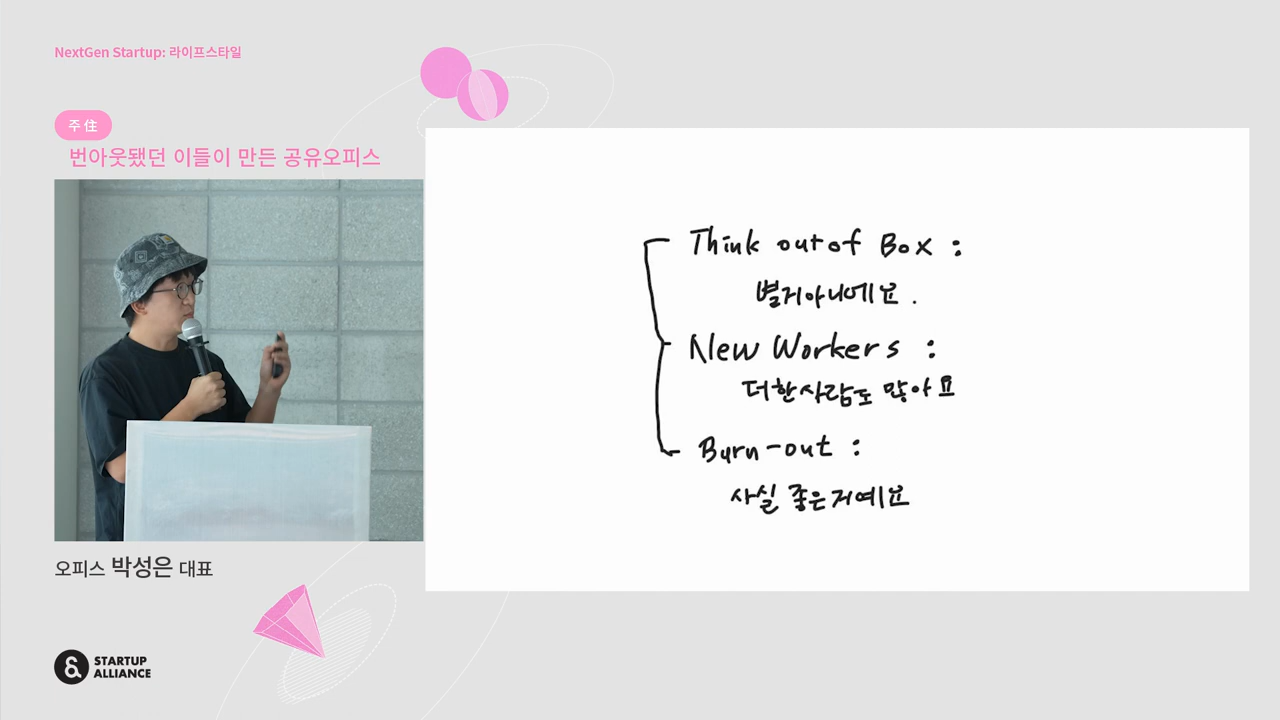 NextGen Startup: 라이프스타일
주 住
번아웃됐던 이들이 만든 공유오피스
Think out of Box :
별거아니에요.
New Workers :
더한사람도 많아요
Burn-out :
사실 좋은거예요
오피스 박성은 대표
STARTUP
ALLIANCE